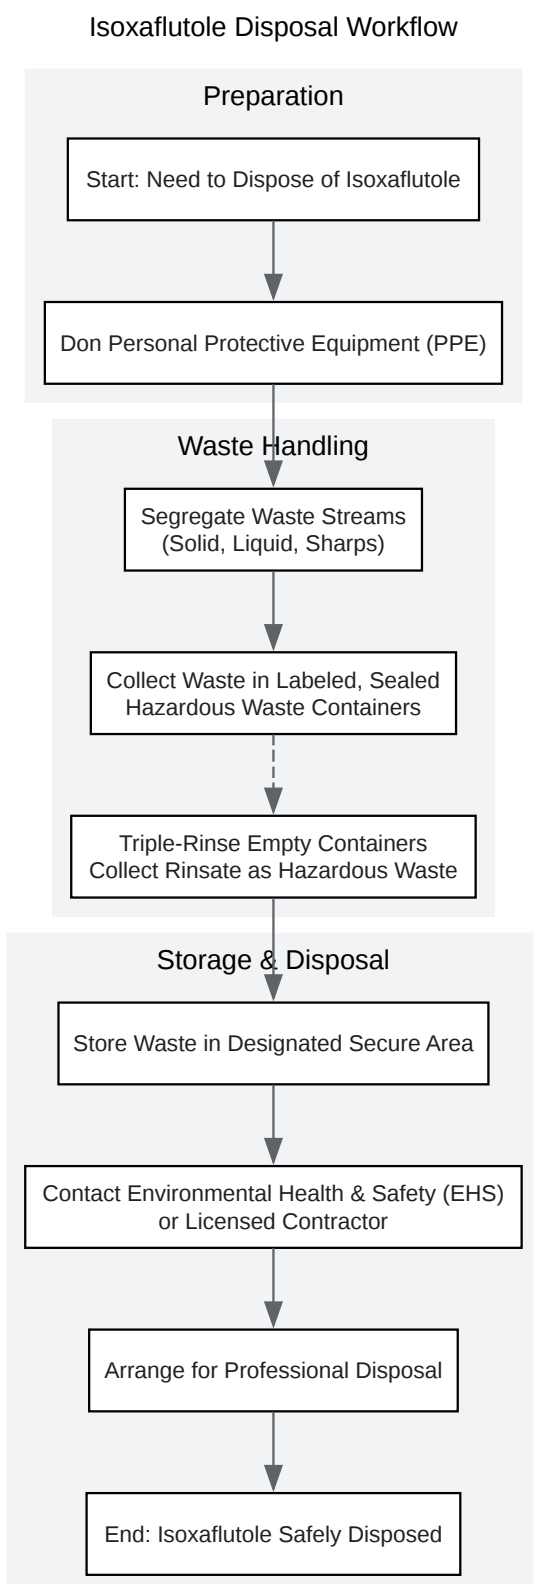 Isoxaflutole Disposal Workflow
Preparation
Start: Need to Dispose of Isoxaflutole
Don Personal Protective Equipment (PPE)
Waste Handling
Segregate Waste Streams
(Solid, Liquid, Sharps)
Collect Waste in Labeled, Sealed
Hazardous Waste Containers
Triple-Rinse Empty Containers
Collect Rinsate as Hazardous Waste
Storage & Disposal
Store Waste in Designated Secure Area
Contact Environmental Health & Safety (EHS)
or Licensed Contractor
Arrange for Professional Disposal
End: Isoxaflutole Safely Disposed